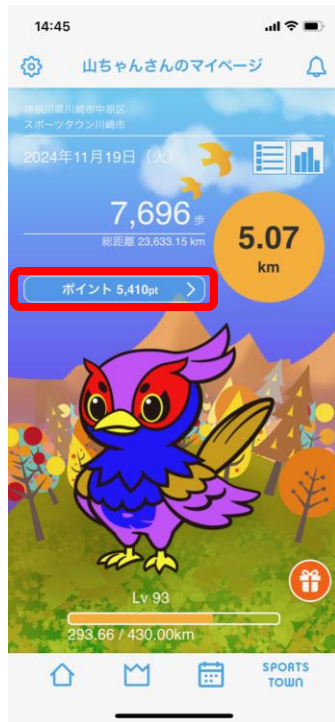 14:45
山ちゃんさんのマイページ
神奈川県川崎市中原区
スポーツタウン川崎市
2024年11月19日（火）
7,696 歩
総距離 23,633.15 km
5.07
km
ポイント 5,410pt
Lv 93
293.66 / 430.00km
SPORTS
TOWN